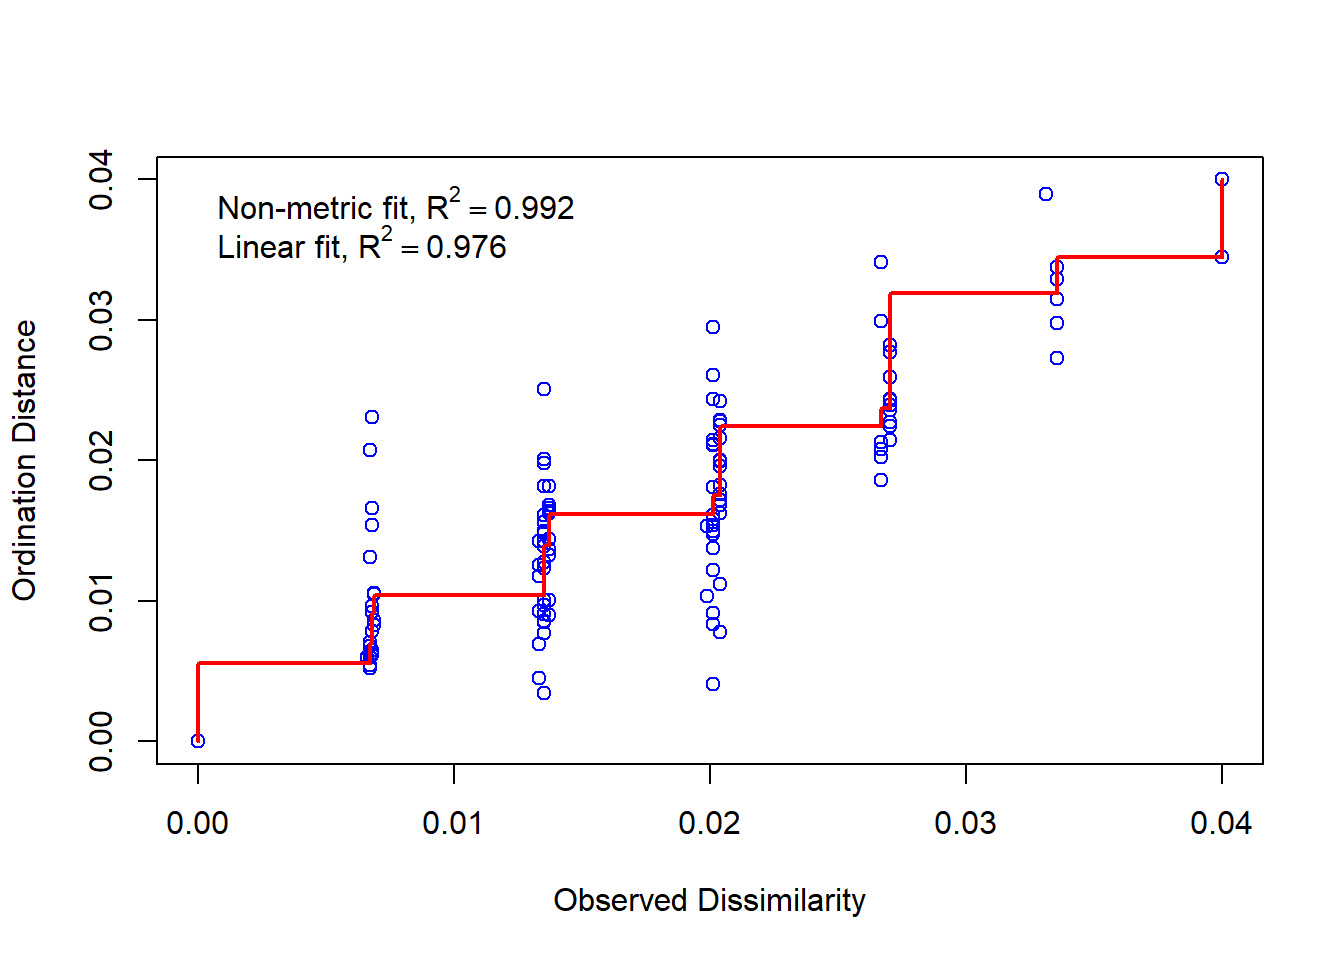 Non-metric fit, R² = 0.992
Linear fit, R² = 0.976
0.04
0.03
0.02
0.01
0.00
Ordination Distance
0.00 0.01 0.02 0.03 0.04
Observed Dissimilarity